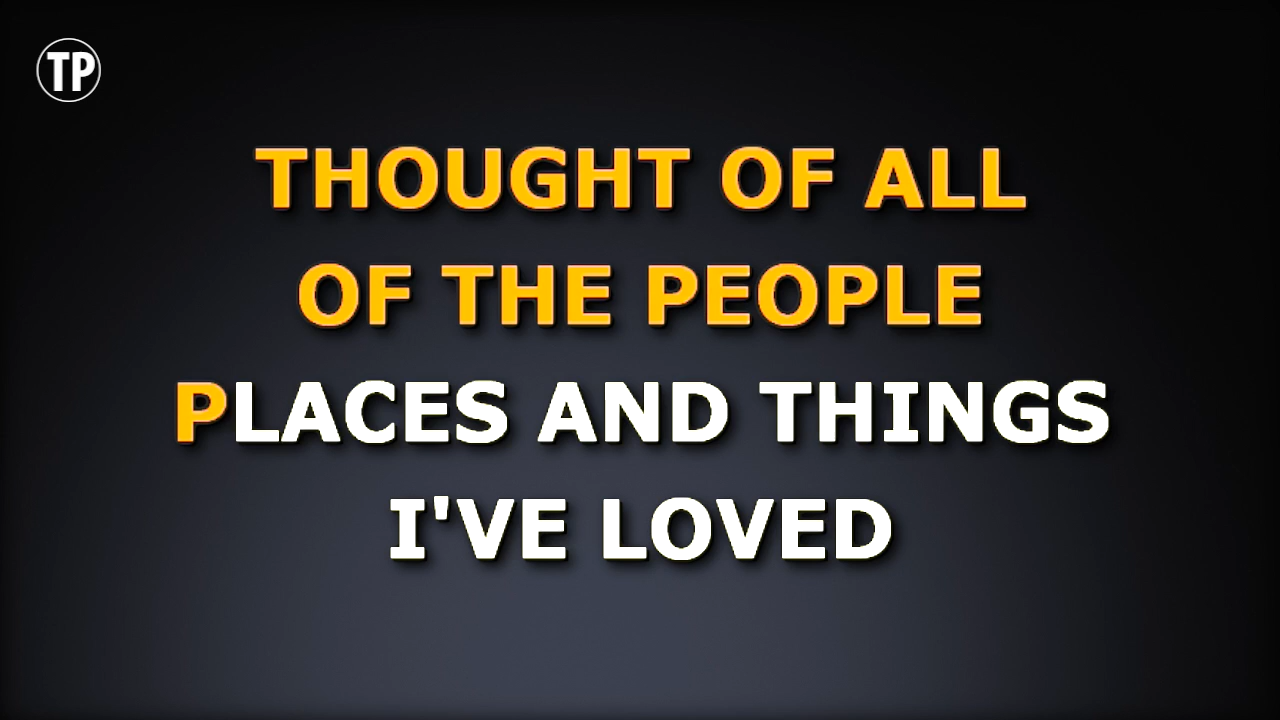 TP
THOUGHT OF ALL
OF THE PEOPLE
PLACES AND THINGS
I'VE LOVED